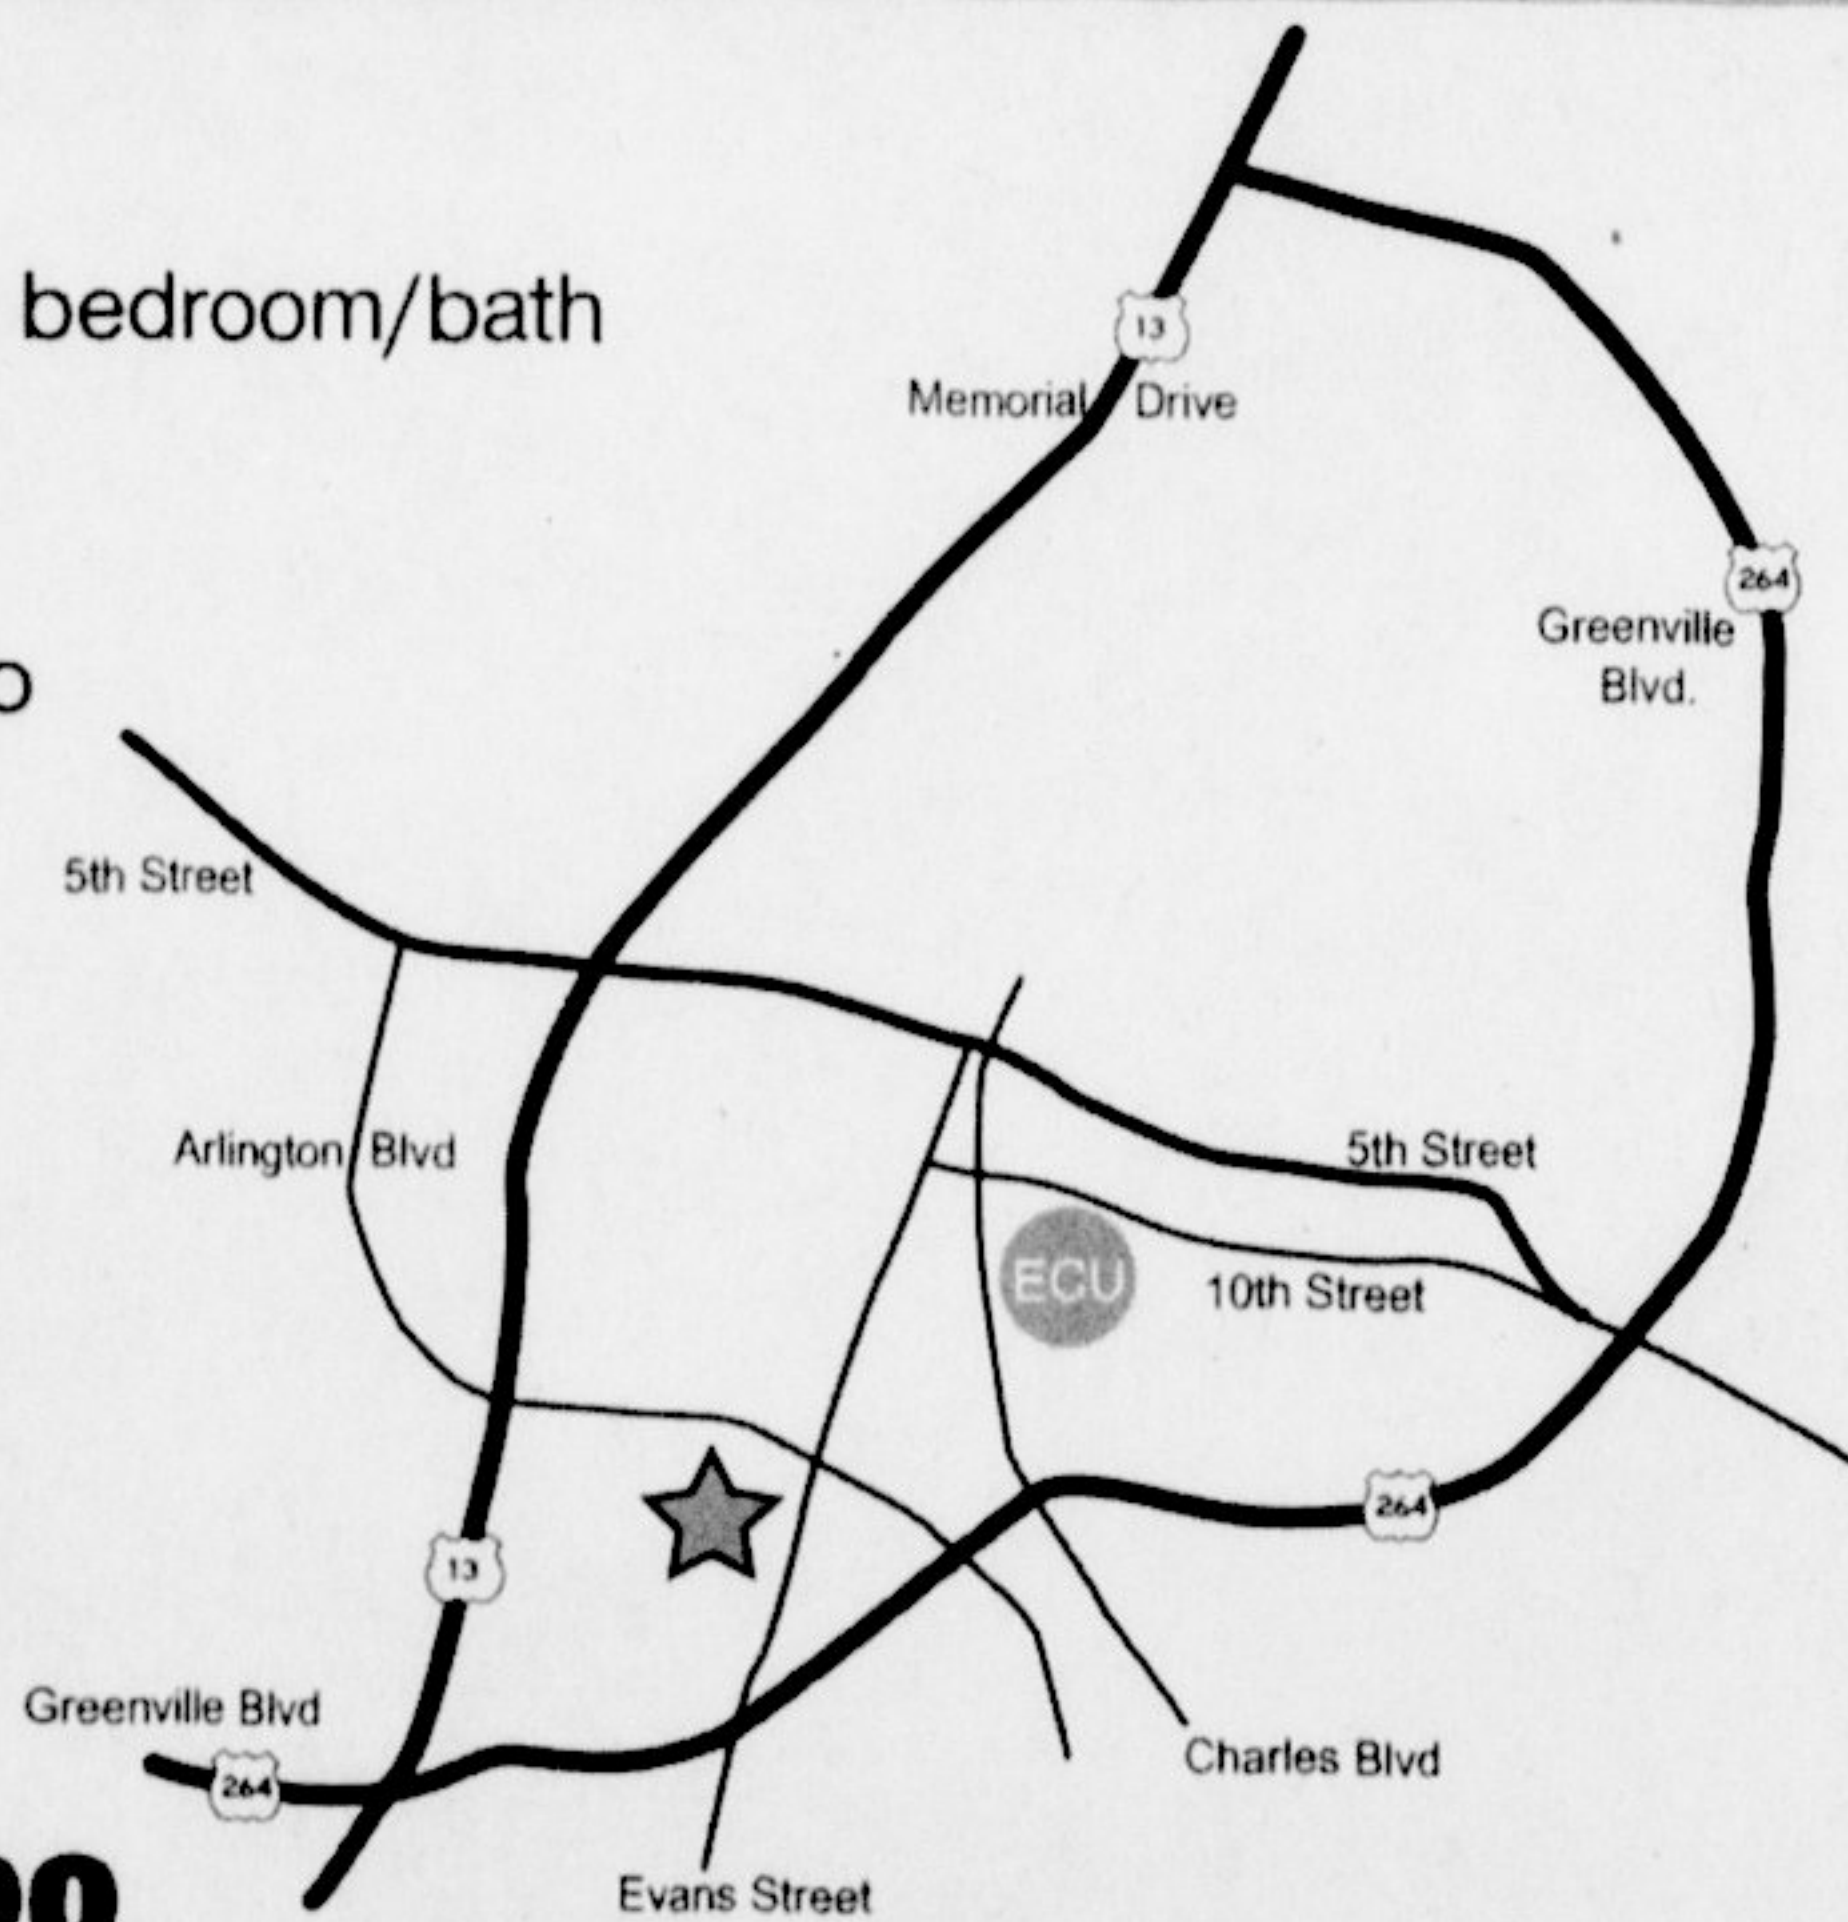 bedroom/bath
13
Memorial Drive
264
Greenville
Blvd.
5th Street
Arlington Blvd
5th Street
ECU
10th Street
264
13
Greenville Blvd
264
Charles Blvd
Evans Street